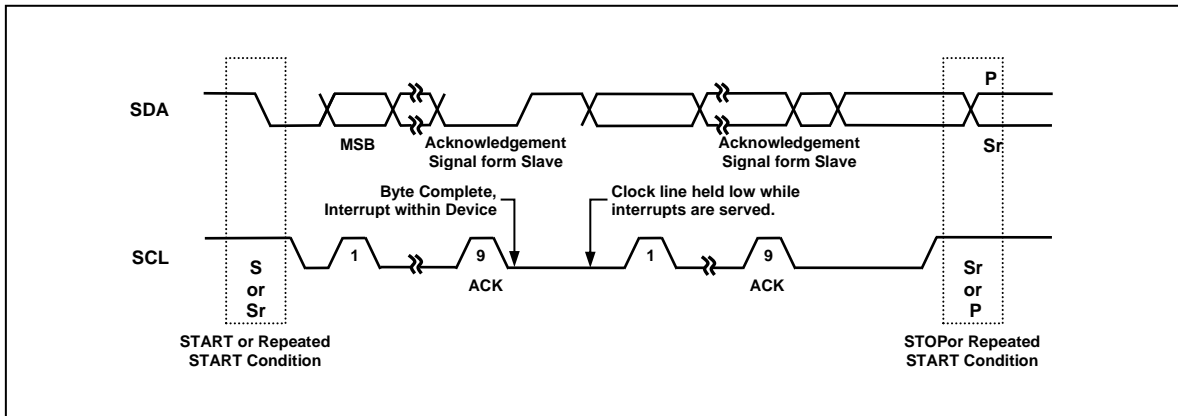 P
SDA
MSB
Acknowledgement
Signal form Slave
Acknowledgement
Signal form Slave
Sr
Byte Complete,
Interrupt within Device
Clock line held low while
interrupts are served.
SCL
S
or
Sr
1
9
ACK
1
9
ACK
Sr
or
P
START or Repeated
START Condition
STOPor Repeated
START Condition